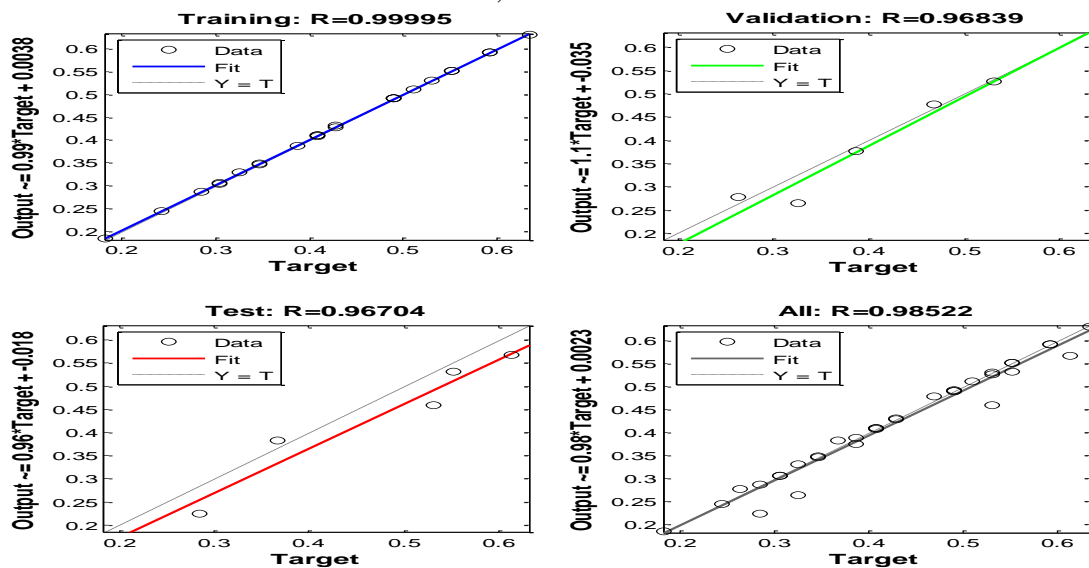 Training: R=0.99995
Output ~= 0.99*Target + 0.0038
0.6
0.55
0.5
0.45
0.4
0.35
0.3
0.25
0.2
Data
Fit
Y = T
0.2 0.3 0.4 0.5 0.6
Target
Validation: R=0.96839
Output ~= 1.1*Target + -0.035
0.6
0.55
0.5
0.45
0.4
0.35
0.3
0.25
0.2
Data
Fit
Y = T
0.2 0.3 0.4 0.5 0.6
Target
Test: R=0.96704
Output ~= 0.96*Target + -0.018
0.6
0.55
0.5
0.45
0.4
0.35
0.3
0.25
0.2
Data
Fit
Y = T
0.2 0.3 0.4 0.5 0.6
Target
All: R=0.98522
Output ~= 0.98*Target + 0.0023
0.6
0.55
0.5
0.45
0.4
0.35
0.3
0.25
0.2
Data
Fit
Y = T
0.2 0.3 0.4 0.5 0.6
Target